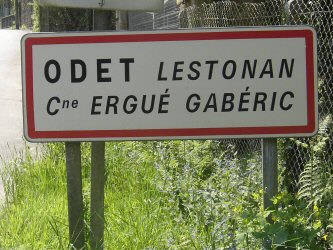 ODET LESTONAN
Cne ERGUÉ GABÉRIC